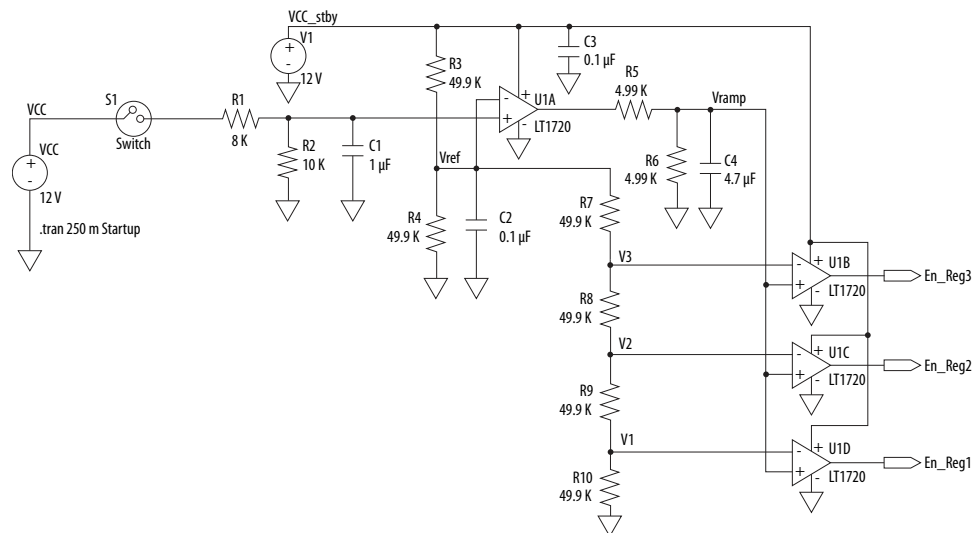 VCC_stby
V1
+
-
12 V
R3
49.9 K
C3
0.1 µF
R5
4.99 K
Vramp
VCC
S1
Switch
R1
8 K
+
-
U1A
+
-
LT1720
VCC
+
-
12 V
R2
10 K
C1
1 µF
Vref
R6
4.99 K
C4
4.7 µF
.tran 250 m Startup
R4
49.9 K
C2
0.1 µF
R7
49.9 K
V3
-
+
+
-
U1B
LT1720
En_Reg3
R8
49.9 K
V2
-
+
+
-
U1C
LT1720
En_Reg2
R9
49.9 K
V1
-
+
+
-
U1D
LT1720
En_Reg1
R10
49.9 K